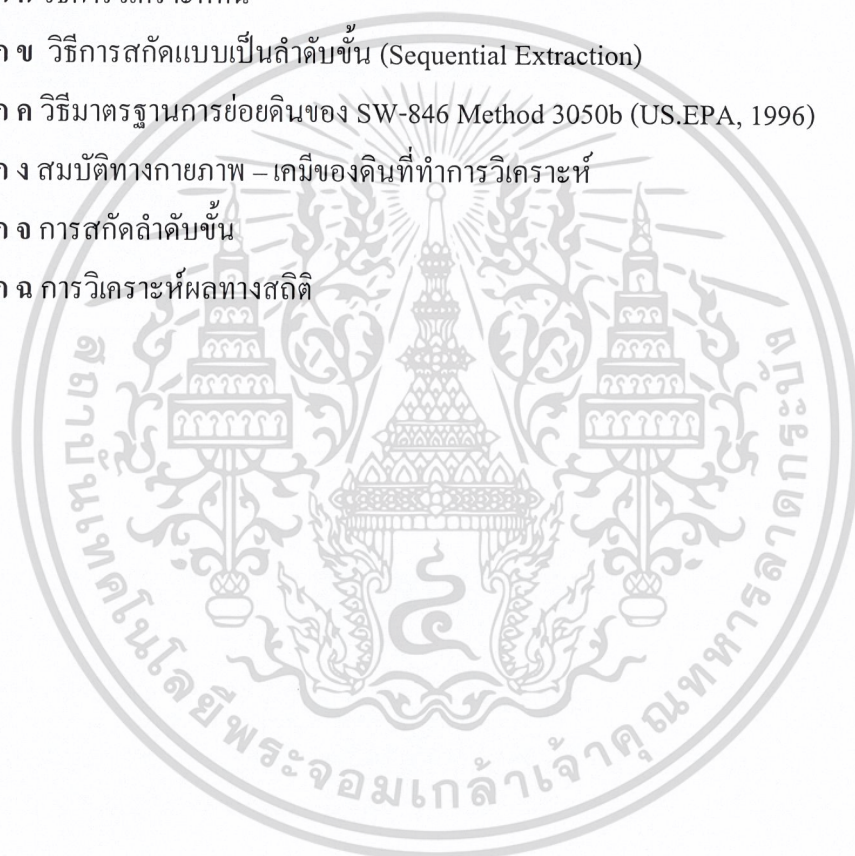 ก ข วิธีการสกัดแบบเป็นลำดับขั้น (Sequential Extraction)
ก ค วิธีมาตรฐานการย่อยดินของ SW-846 Method 3050b (US.EPA, 1996)
ก ง สมบัติทางกายภาพ – เคมีของดินที่ทำการวิเคราะห์
ก จ การสกัดลำดับขั้น
ก ฉ การวิเคราะห์ผลทางสถิติ
สถาบันเทคโนโลยีพระจอมเกล้าเจ้าคุณทหารลาดกระบัง